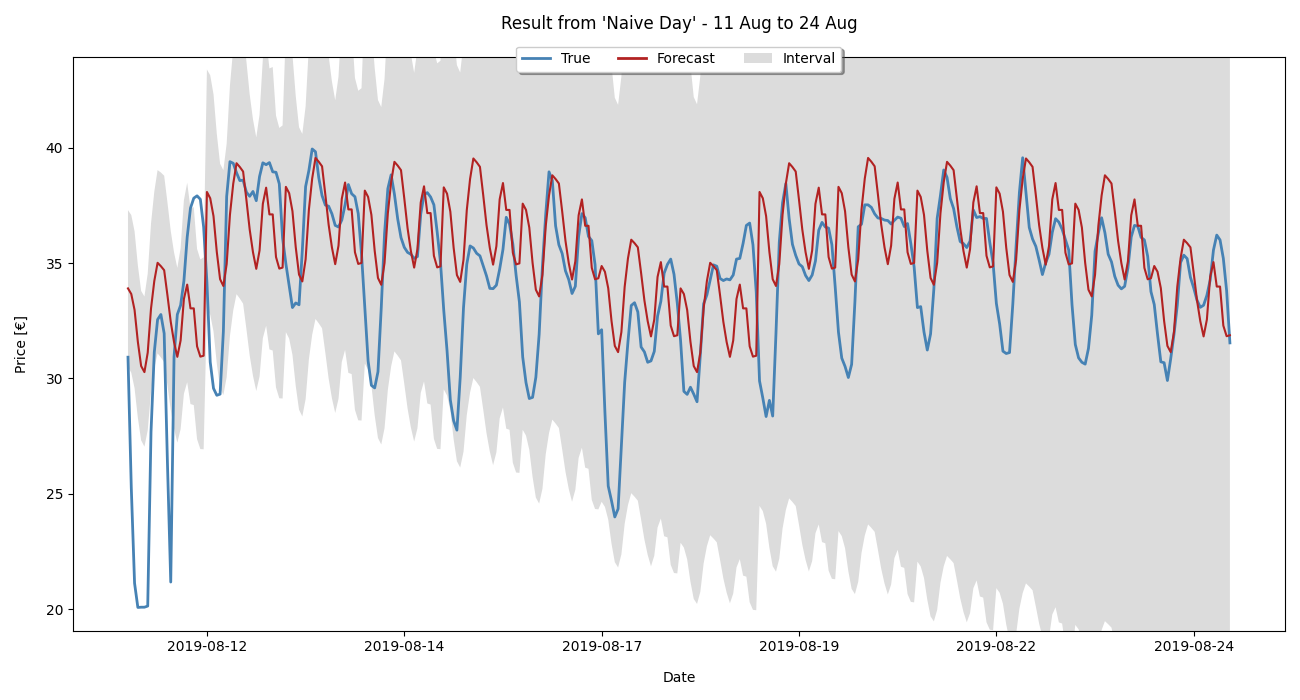 Result from 'Naive Day' - 11 Aug to 24 Aug
True Forecast Interval
40
35
30
25
20
Price [€]
2019-08-12 2019-08-14 2019-08-17 2019-08-19 2019-08-22 2019-08-24
Date